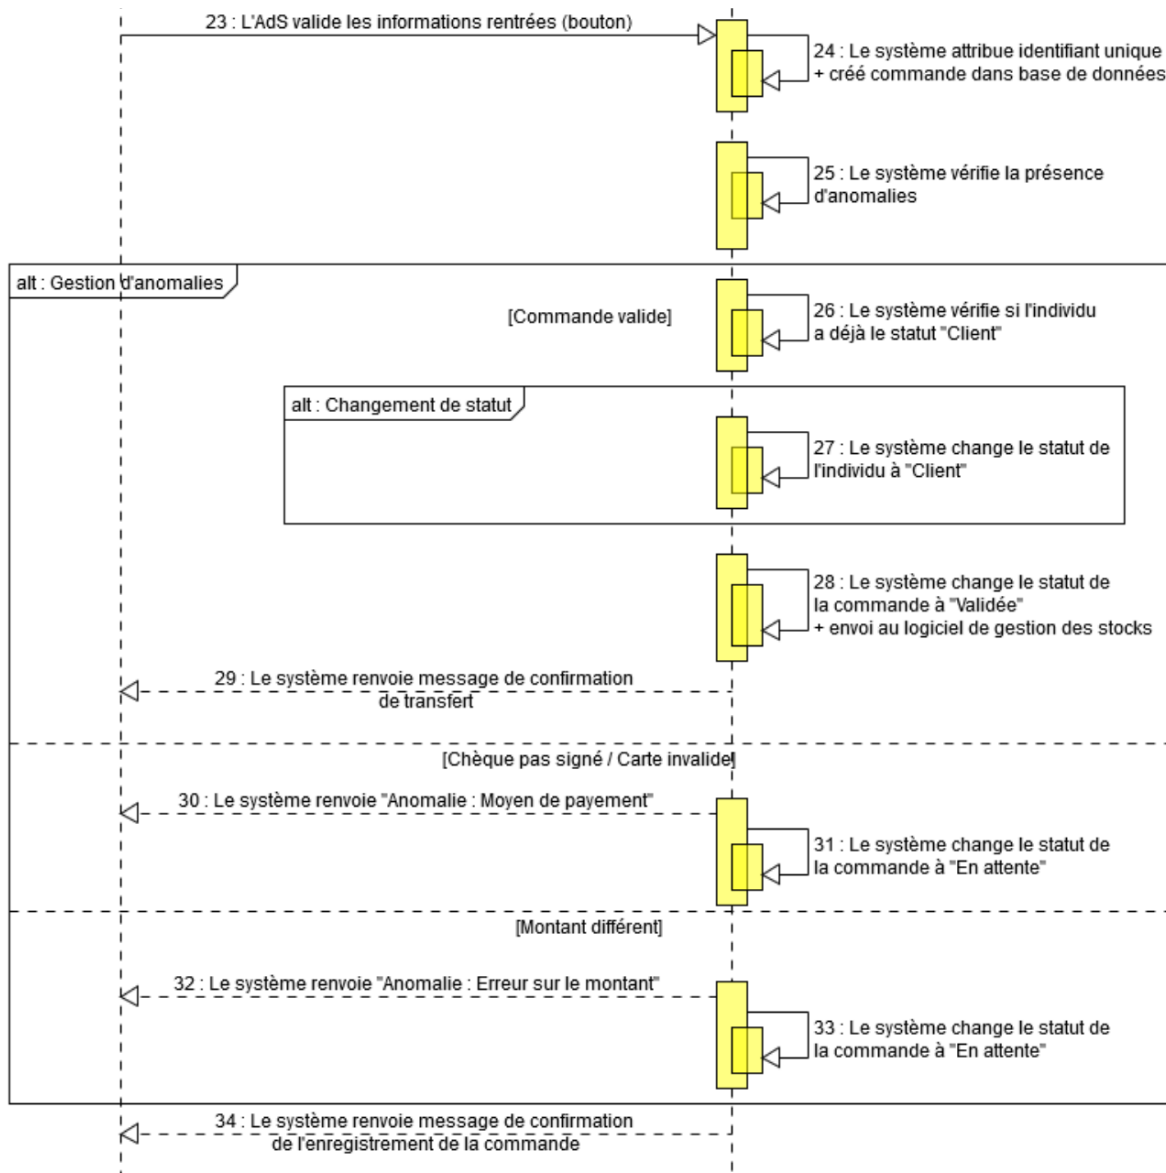 23 : L'AdS valide les informations rentrées (bouton)
24 : Le système attribue identifiant unique
+ créé commande dans base de données
25 : Le système vérifie la présence
d'anomalies
alt : Gestion d'anomalies
[Commande valide]
26 : Le système vérifie si l'individu
a déjà le statut "Client"
alt : Changement de statut
27 : Le système change le statut de
l'individu à "Client"
28 : Le système change le statut de
la commande à "Validée"
+ envoi au logiciel de gestion des stocks
29 : Le système renvoie message de confirmation
de transfert
[Chèque pas signé / Carte invalide]
30 : Le système renvoie "Anomalie : Moyen de payement"
31 : Le système change le statut de
la commande à "En attente"
[Montant différent]
32 : Le système renvoie "Anomalie : Erreur sur le montant"
33 : Le système change le statut de
la commande à "En attente"
34 : Le système renvoie message de confirmation
de l'enregistrement de la commande